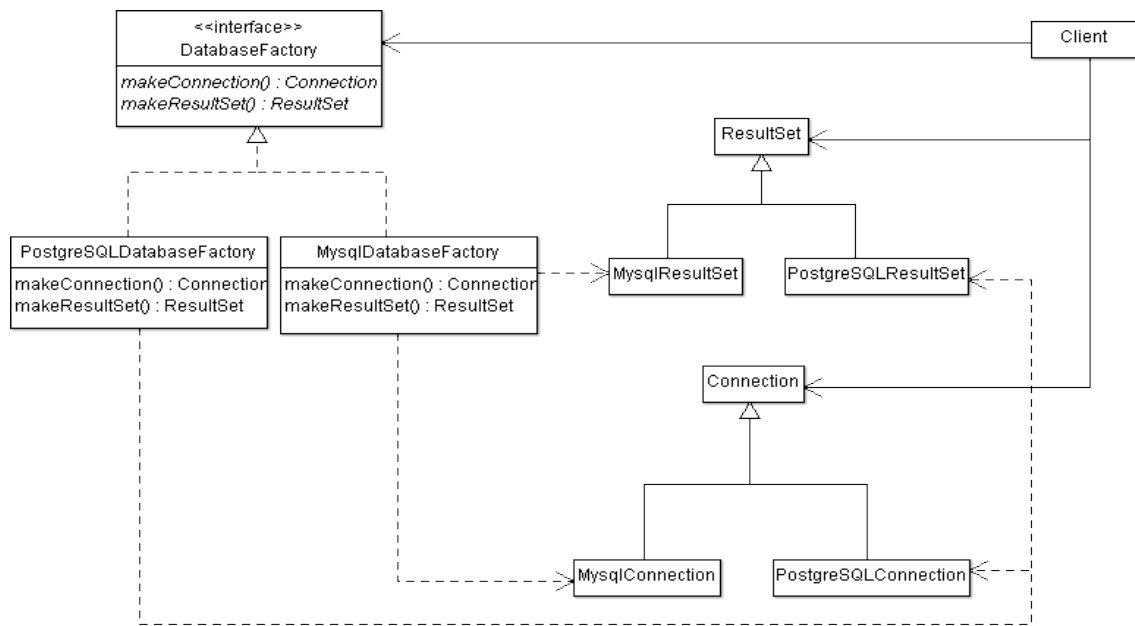 <<interface>>
DatabaseFactory
makeConnection() : Connection
makeResultSet() : ResultSet
Client
ResultSet
PostgreSQLDatabaseFactory
makeConnection() : Connection
makeResultSet() : ResultSet
MysqlDatabaseFactory
makeConnection() : Connection
makeResultSet() : ResultSet
MysqlResultSet
PostgreSQLResultSet
Connection
MysqlConnection
PostgreSQLConnection